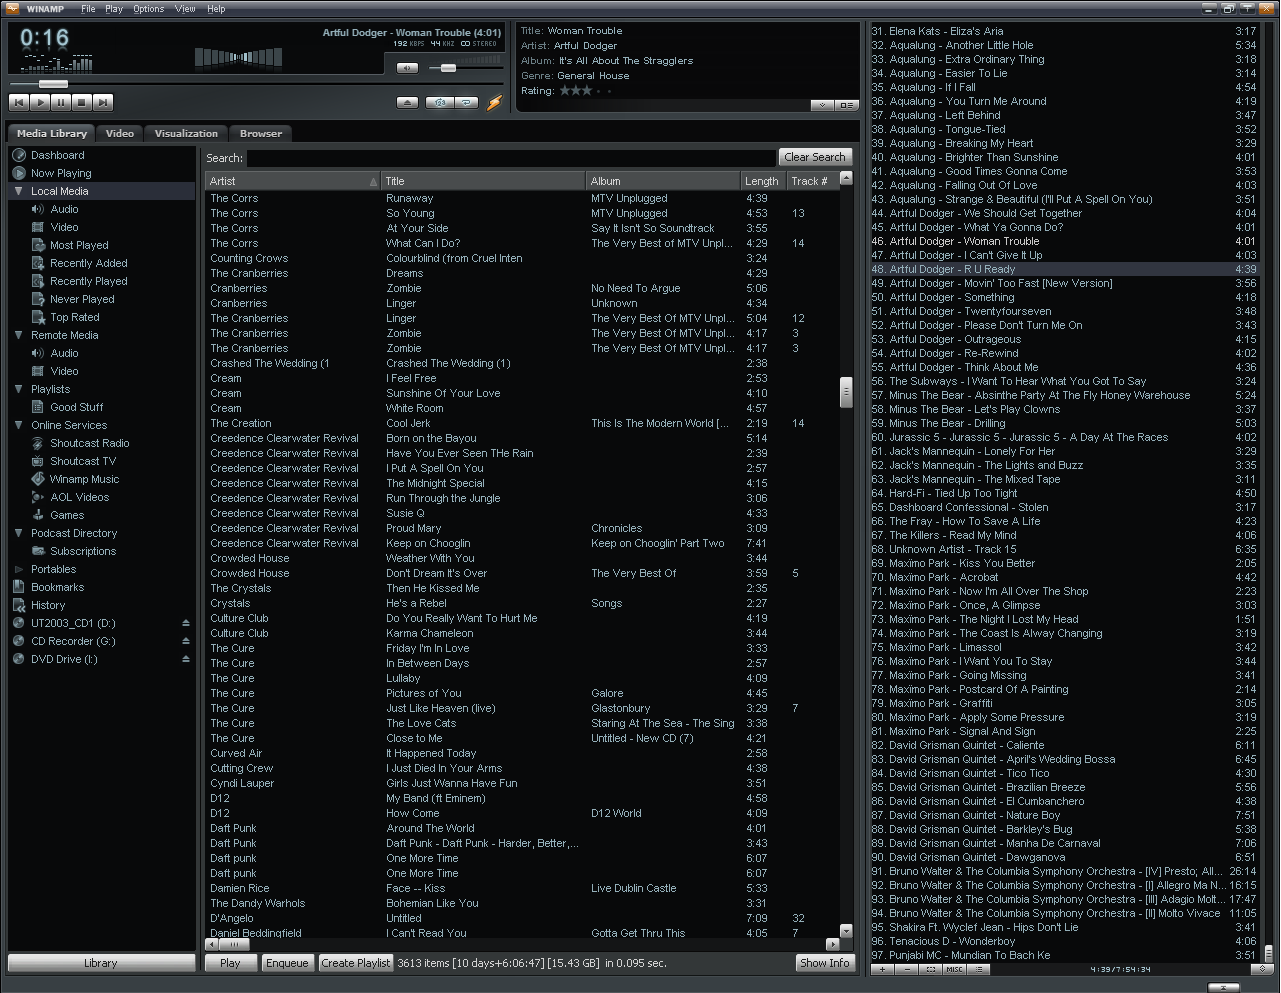 WINAMP File Play Options View Help
0:16
Artful Dodger - Woman Trouble (4:01)
192 KBPS 44 KHZ STEREO
Title: Woman Trouble
Artist: Artful Dodger
Album: It's All About The Stragglers
Genre: General House
Rating:
Media Library Video Visualization Browser
Dashboard
Now Playing
Local Media
Audio
Video
Most Played
Recently Added
Recently Played
Never Played
Top Rated
Remote Media
Audio
Video
Playlists
Good Stuff
Online Services
Shoutcast Radio
Shoutcast TV
Winamp Music
AOL Videos
Games
Podcast Directory
Subscriptions
Portables
Bookmarks
History
UT2003_CD1 (D:)
CD Recorder (G:)
DVD Drive (I:)
Library
Search: Clear Search
Artist Title Album Length Track #
The Corrs Runaway MTV Unplugged 4:39
The Corrs So Young MTV Unplugged 4:53 13
The Corrs At Your Side Say It Isn't So Soundtrack 3:55
The Corrs What Can I Do? The Very Best of MTV Unpl... 4:29 14
Counting Crows Colourblind (from Cruel Inten 3:24
The Cranberries Dreams 4:29
Cranberries Zombie No Need To Argue 5:06
Cranberries Linger Unknown 4:34
The Cranberries Linger The Very Best Of MTV Unpl... 5:04 12
The Cranberries Zombie The Very Best Of MTV Unpl... 4:17 3
The Cranberries Zombie The Very Best Of MTV Unpl... 4:17 3
Crashed The Wedding (1 Crashed The Wedding (1) 2:38
Cream I Feel Free 2:53
Cream Sunshine Of Your Love 4:10
Cream White Room 4:57
The Creation Cool Jerk This Is The Modern World [... 2:19 14
Creedence Clearwater Revival Born on the Bayou 5:14
Creedence Clearwater Revival Have You Ever Seen THe Rain 2:39
Creedence Clearwater Revival I Put A Spell On You 2:57
Creedence Clearwater Revival The Midnight Special 4:15
Creedence Clearwater Revival Run Through the Jungle 3:06
Creedence Clearwater Revival Susie Q 4:33
Creedence Clearwater Revival Proud Mary Chronicles 3:09
Creedence Clearwater Revival Keep on Chooglin Keep on Chooglin' Part Two 7:41
Crowded House Weather With You 3:44
Crowded House Don't Dream It's Over The Very Best Of 3:59 5
The Crystals Then He Kissed Me 2:35
Crystals He's a Rebel Songs 2:27
Culture Club Do You Really Want To Hurt Me 4:19
Culture Club Karma Chameleon 3:44
The Cure Friday I'm In Love 3:33
The Cure In Between Days 2:57
The Cure Lullaby 4:09
The Cure Pictures of You Galore 4:45
The Cure Just Like Heaven (live) Glastonbury 3:29 7
The Cure The Love Cats Staring At The Sea - The Sing 3:38
The Cure Close to Me Untitled - New CD (7) 4:21
Curved Air It Happened Today 2:58
Cutting Crew I Just Died In Your Arms 4:38
Cyndi Lauper Girls Just Wanna Have Fun 3:51
D12 My Band (ft Eminem) 4:58
D12 How Come D12 World 4:09
Daft Punk Around The World 4:01
Daft Punk Daft Punk - Daft Punk - Harder, Better,... 3:43
Daft punk One More Time 6:07
Daft punk One More Time 6:07
Damien Rice Face -- Kiss Live Dublin Castle 5:33
The Dandy Warhols Bohemian Like You 3:31
D'Angelo Untitled 7:09 32
Daniel Beddingfield I Can't Read You Gotta Get Thru This 4:05 7
Play Enqueue Create Playlist 3613 items [10 days+6:06:47] [15.43 GB] in 0.095 sec. Show Info
31. Elena Kats - Eliza's Aria 3:17
32. Aqualung - Another Little Hole 5:34
33. Aqualung - Extra Ordinary Thing 3:18
34. Aqualung - Easier To Lie 3:14
35. Aqualung - If I Fall 4:54
36. Aqualung - You Turn Me Around 4:19
37. Aqualung - Left Behind 3:47
38. Aqualung - Tongue-Tied 3:52
39. Aqualung - Breaking My Heart 3:29
40. Aqualung - Brighter Than Sunshine 4:01
41. Aqualung - Good Times Gonna Come 3:53
42. Aqualung - Falling Out Of Love 4:03
43. Aqualung - Strange & Beautiful (I'll Put A Spell On You) 3:51
44. Artful Dodger - We Should Get Together 4:04
45. Artful Dodger - What Ya Gonna Do? 4:01
46. Artful Dodger - Woman Trouble 4:01
47. Artful Dodger - I Can't Give It Up 4:03
48. Artful Dodger - R U Ready 4:39
49. Artful Dodger - Movin' Too Fast [New Version] 3:56
50. Artful Dodger - Something 4:18
51. Artful Dodger - Twentyfourseven 3:48
52. Artful Dodger - Please Don't Turn Me On 3:43
53. Artful Dodger - Outrageous 4:15
54. Artful Dodger - Re-Rewind 4:02
55. Artful Dodger - Think About Me 4:36
56. The Subways - I Want To Hear What You Got To Say 3:24
57. Minus The Bear - Absinthe Party At The Fly Honey Warehouse 5:24
58. Minus The Bear - Let's Play Clowns 3:37
59. Minus The Bear - Drilling 5:03
60. Jurassic 5 - Jurassic 5 - Jurassic 5 - A Day At The Races 4:02
61. Jack's Mannequin - Lonely For Her 3:29
62. Jack's Mannequin - The Lights and Buzz 3:35
63. Jack's Mannequin - The Mixed Tape 3:11
64. Hard-Fi - Tied Up Too Tight 4:50
65. Dashboard Confessional - Stolen 3:17
66. The Fray - How To Save A Life 4:23
67. The Killers - Read My Mind 4:06
68. Unknown Artist - Track 15 6:35
69. Maxïmo Park - Kiss You Better 2:05
70. Maxïmo Park - Acrobat 4:42
71. Maxïmo Park - Now I'm All Over The Shop 2:23
72. Maxïmo Park - Once, A Glimpse 3:03
73. Maxïmo Park - The Night I Lost My Head 1:51
74. Maxïmo Park - The Coast Is Alway Changing 3:19
75. Maxïmo Park - Limassol 3:42
76. Maxïmo Park - I Want You To Stay 3:44
77. Maxïmo Park - Going Missing 3:41
78. Maxïmo Park - Postcard Of A Painting 2:14
79. Maxïmo Park - Graffiti 3:05
80. Maxïmo Park - Apply Some Pressure 3:19
81. Maxïmo Park - Signal And Sign 2:25
82. David Grisman Quintet - Caliente 6:11
83. David Grisman Quintet - April's Wedding Bossa 6:45
84. David Grisman Quintet - Tico Tico 4:30
85. David Grisman Quintet - Brazilian Breeze 5:56
86. David Grisman Quintet - El Cumbanchero 4:38
87. David Grisman Quintet - Nature Boy 7:51
88. David Grisman Quintet - Barkley's Bug 5:38
89. David Grisman Quintet - Manha De Carnaval 7:06
90. David Grisman Quintet - Dawganova 6:51
91. Bruno Walter & The Columbia Symphony Orchestra - [IV] Presto; All... 26:14
92. Bruno Walter & The Columbia Symphony Orchestra - [I] Allegro Ma N... 16:15
93. Bruno Walter & The Columbia Symphony Orchestra - [III] Adagio Molt... 17:47
94. Bruno Walter & The Columbia Symphony Orchestra - [II] Molto Vivace 11:05
95. Shakira Ft. Wyclef Jean - Hips Don't Lie 3:41
96. Tenacious D - Wonderboy 4:06
97. Punjabi MC - Mundian To Bach Ke 3:51
MISC 4:39/7:54:34